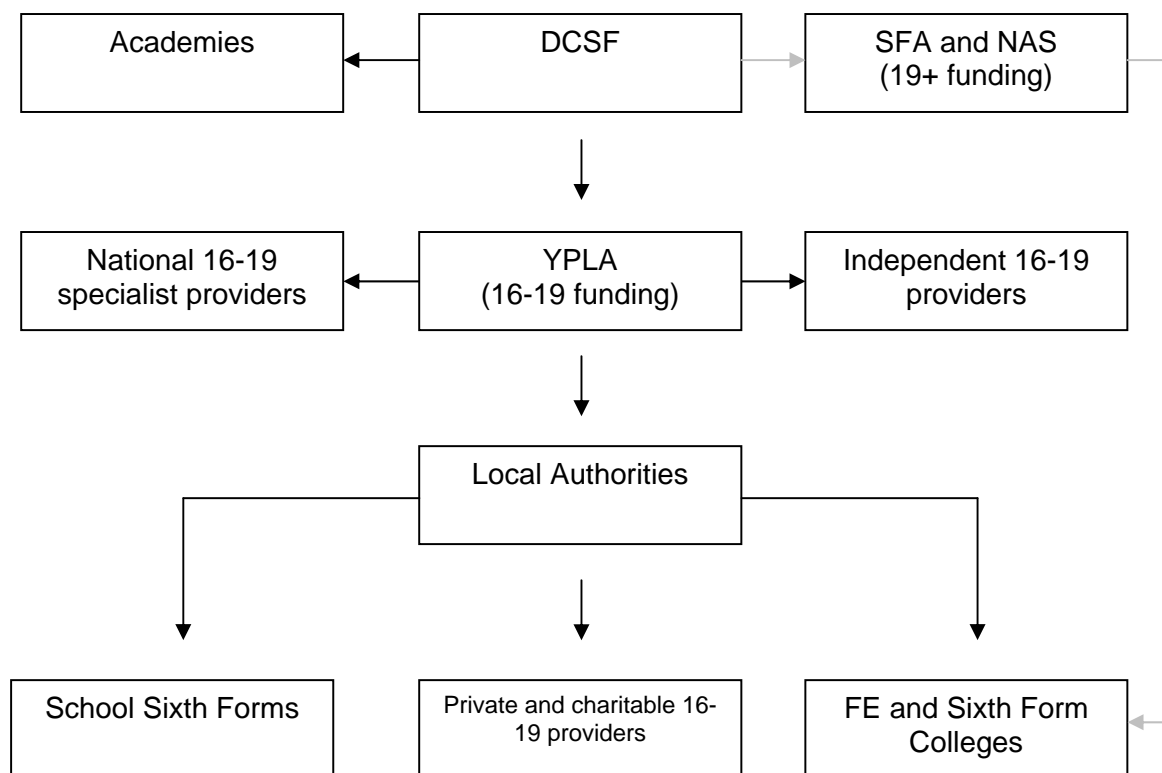 Academies
DCSF
SFA and NAS
(19+ funding)
National 16-19
specialist providers
YPLA
(16-19 funding)
Independent 16-19
providers
Local Authorities
School Sixth Forms
Private and charitable 16-
19 providers
FE and Sixth Form
Colleges